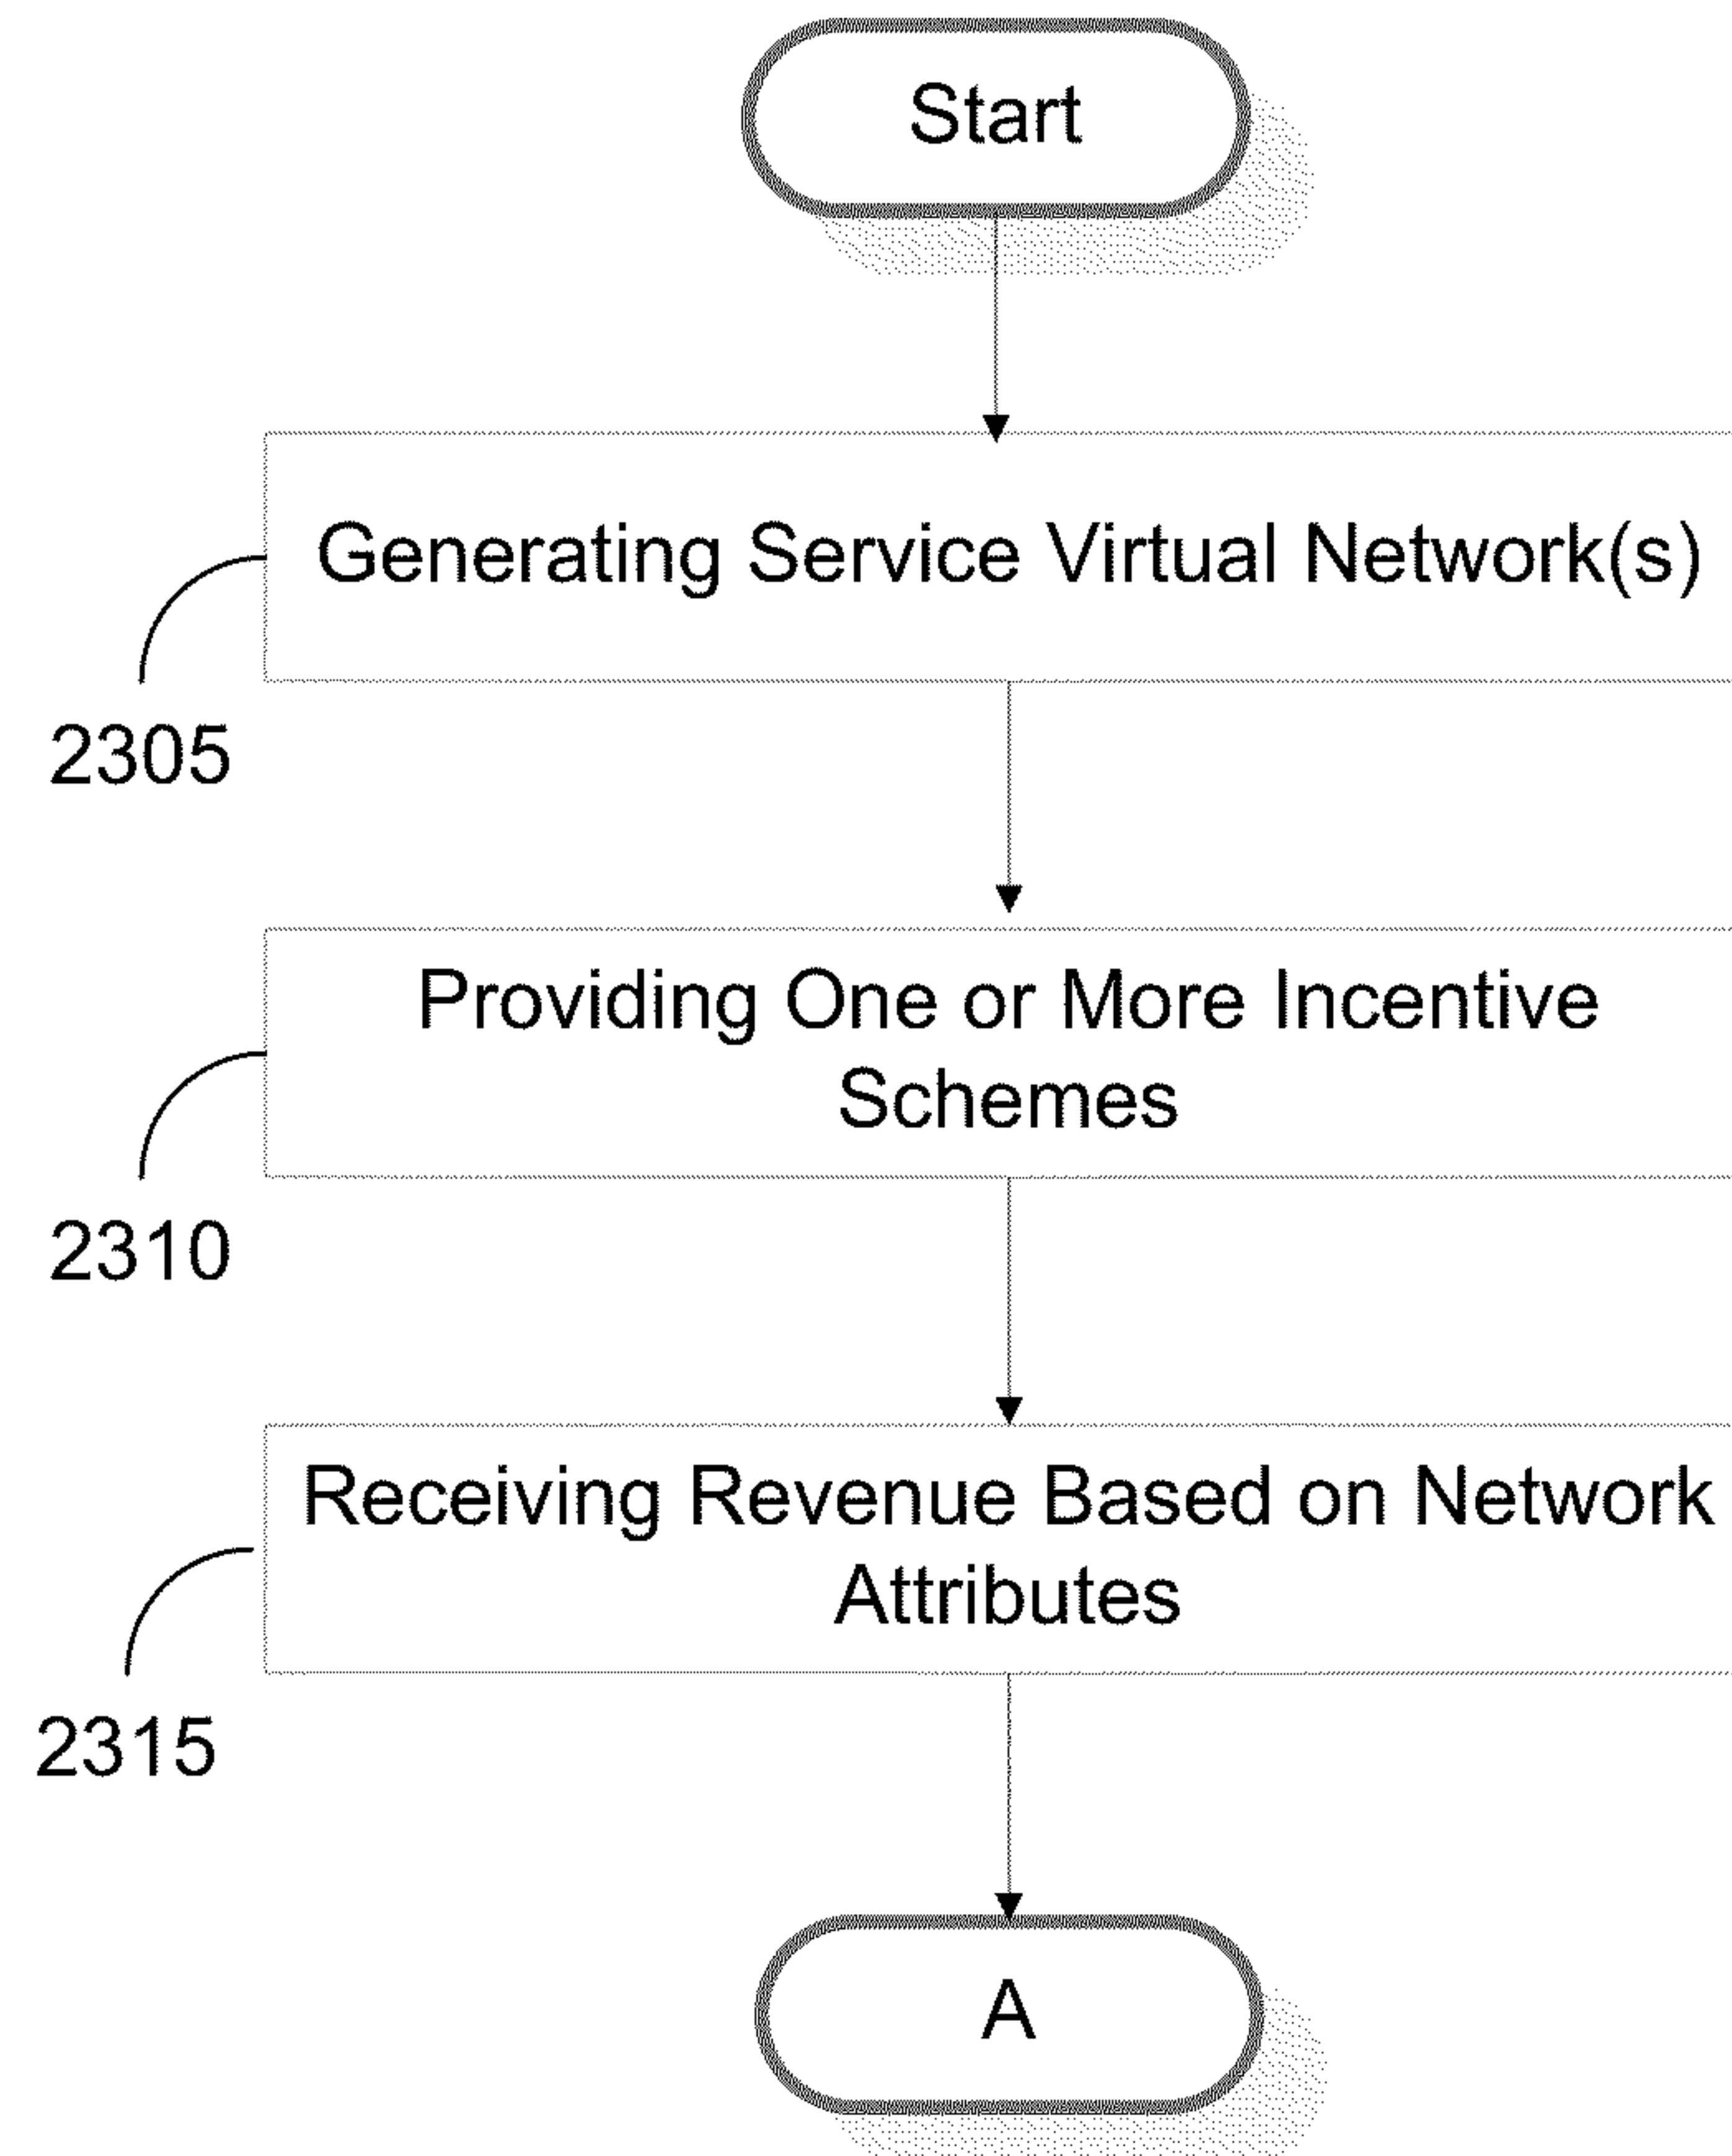 Start
Generating Service Virtual Network(s)
2305
Providing One or More Incentive
Schemes
2310
Receiving Revenue Based on Network
Attributes
2315
A